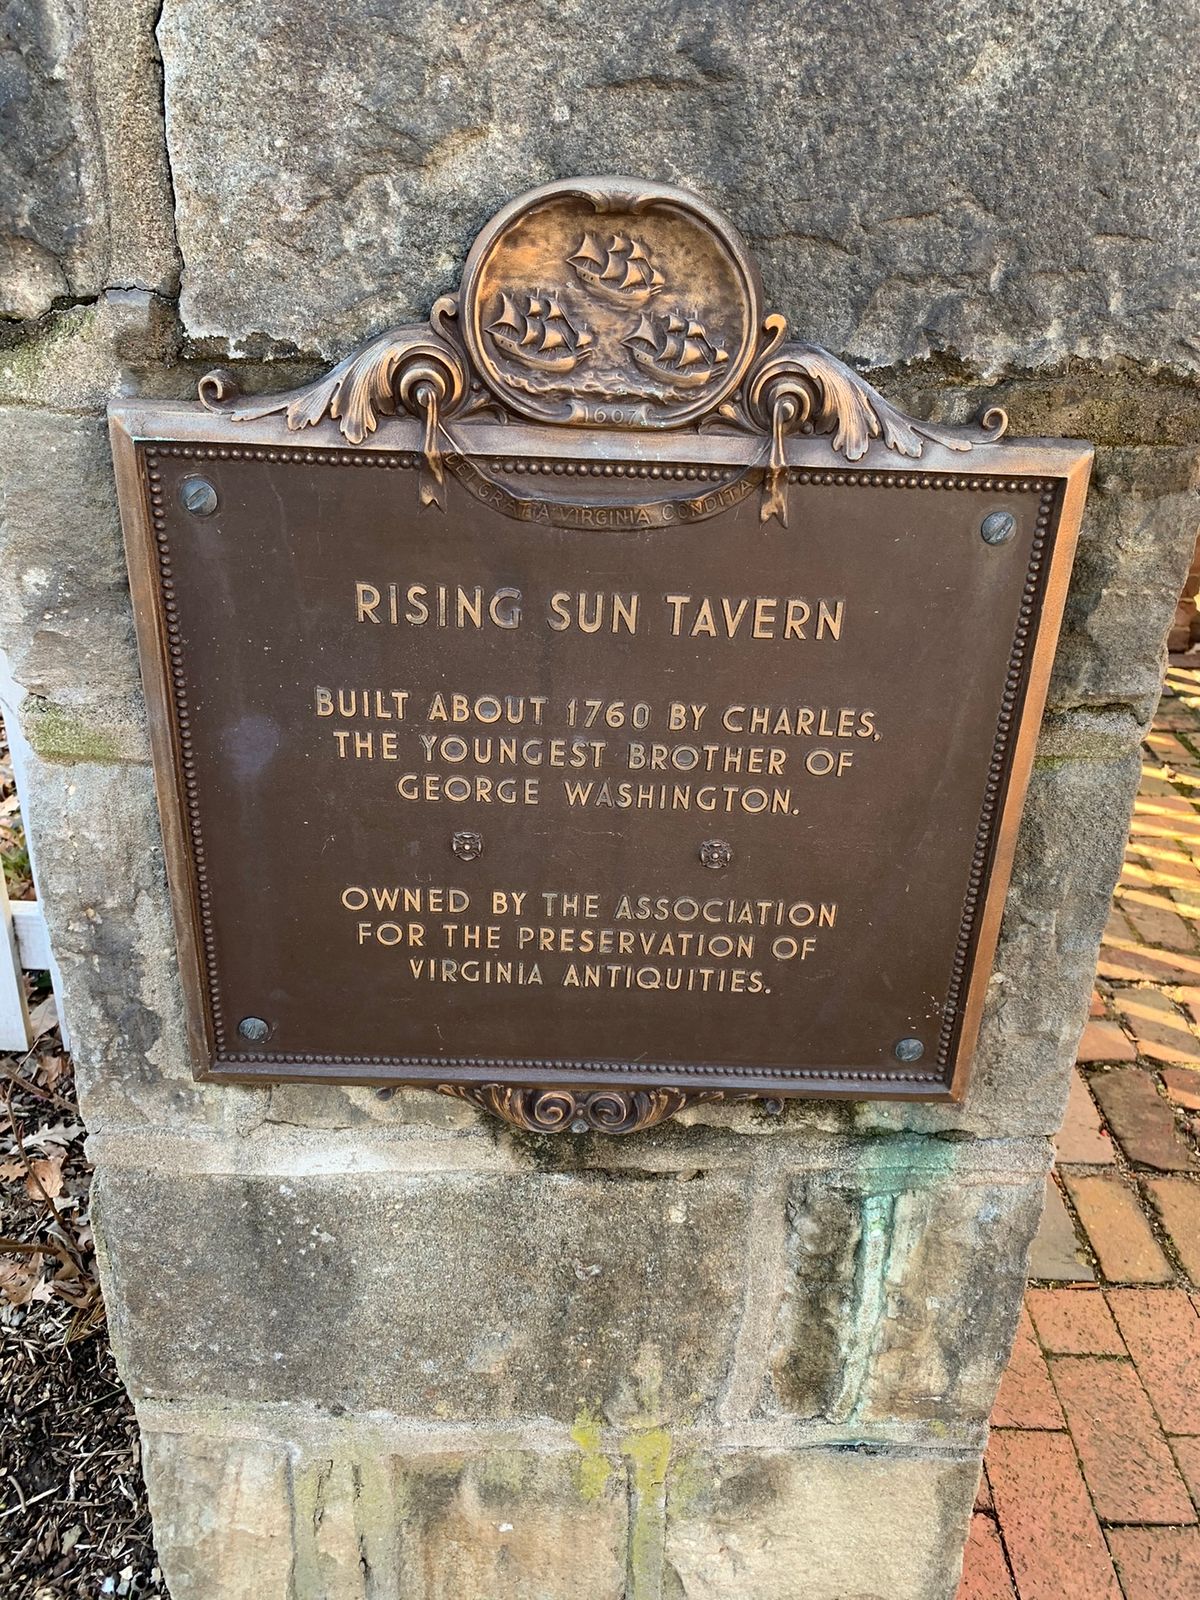 1607
DEI GRATIA VIRGINIA CONDITA
RISING SUN TAVERN
BUILT ABOUT 1760 BY CHARLES,
THE YOUNGEST BROTHER OF
GEORGE WASHINGTON.
OWNED BY THE ASSOCIATION
FOR THE PRESERVATION OF
VIRGINIA ANTIQUITIES.